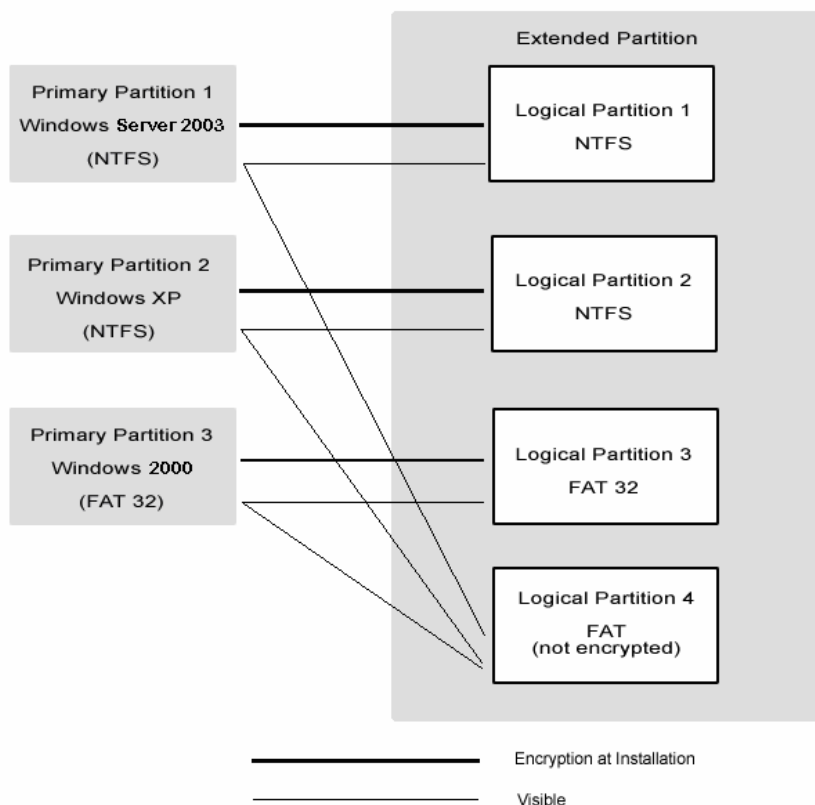 Extended Partition
Primary Partition 1
Windows Server 2003
(NTFS)
Logical Partition 1
NTFS
Primary Partition 2
Windows XP
(NTFS)
Logical Partition 2
NTFS
Primary Partition 3
Windows 2000
(FAT 32)
Logical Partition 3
FAT 32
Logical Partition 4
FAT
(not encrypted)
Encryption at Installation
Visible